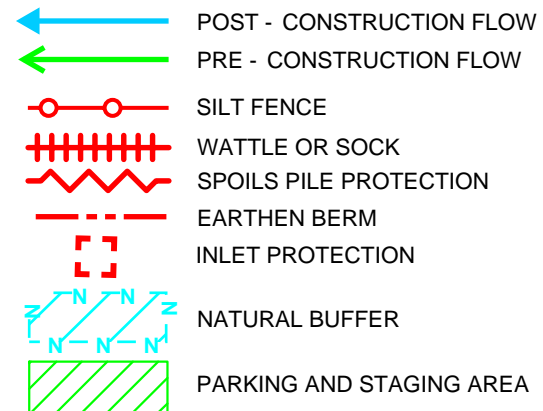 POST - CONSTRUCTION FLOW
PRE - CONSTRUCTION FLOW
SILT FENCE
WATTLE OR SOCK
SPOILS PILE PROTECTION
EARTHEN BERM
INLET PROTECTION
N N N N
NATURAL BUFFER
N N N
PARKING AND STAGING AREA